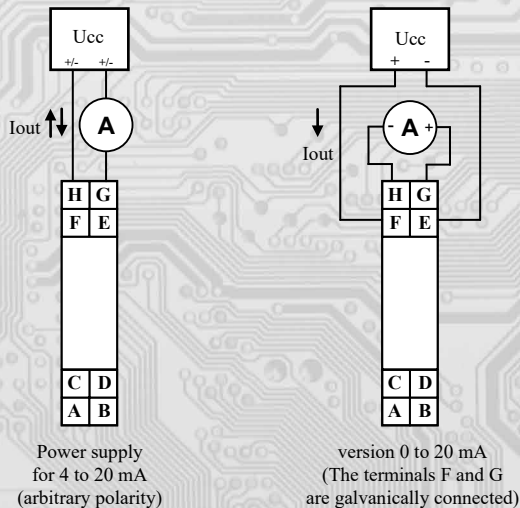 Ucc
+/- +/-
Iout A
H G
F E
C D
A B
Power supply
for 4 to 20 mA
(arbitrary polarity)
Ucc
+ -
- A +
Iout
H G
F E
C D
A B
version 0 to 20 mA
(The terminals F and G
are galvanically connected)